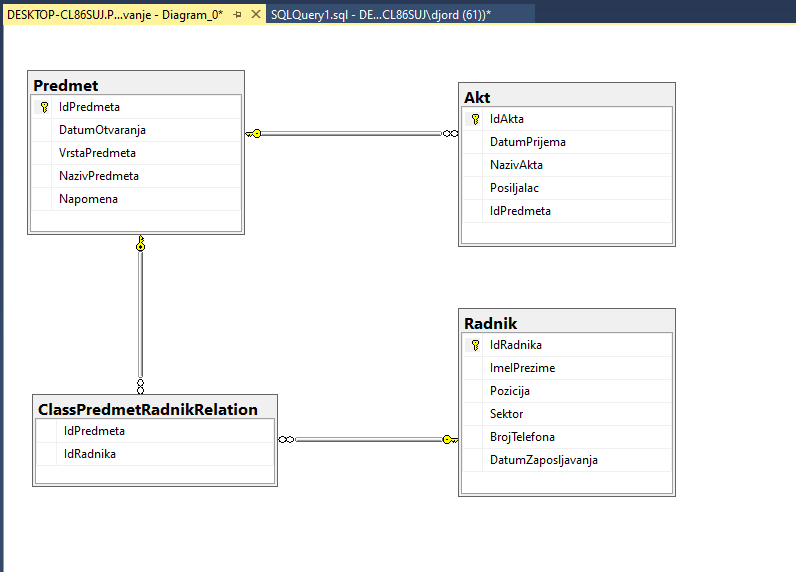 DESKTOP-CL86SUJ.P...vanje - Diagram_0*
SQLQuery1.sql - DE...CL86SUJ\djord (61))*
Predmet
IdPredmeta
DatumOtvaranja
VrstaPredmeta
NazivPredmeta
Napomena
Akt
IdAkta
DatumPrijema
NazivAkta
Posiljalac
IdPredmeta
ClassPredmetRadnikRelation
IdPredmeta
IdRadnika
Radnik
IdRadnika
ImeIPrezime
Pozicija
Sektor
BrojTelefona
DatumZaposljavanja